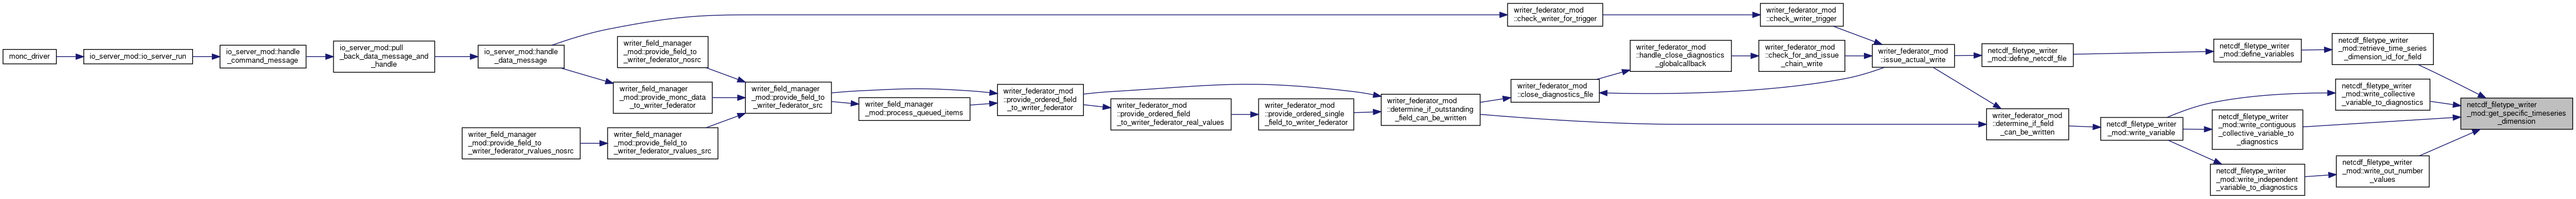 monc_driver
io_server_mod::io_server_run
io_server_mod::handle
_command_message
io_server_mod::pull
_back_data_message_and
_handle
io_server_mod::handle
_data_message
writer_field_manager
_mod::provide_field_to
_writer_federator_nosrc
writer_field_manager
_mod::provide_monc_data
_to_writer_federator
writer_field_manager
_mod::provide_field_to
_writer_federator_rvalues_nosrc
writer_field_manager
_mod::provide_field_to
_writer_federator_rvalues_src
writer_field_manager
_mod::provide_field_to
_writer_federator_src
writer_field_manager
_mod::process_queued_items
writer_federator_mod
::provide_ordered_field
_to_writer_federator
writer_federator_mod
::provide_ordered_field
_to_writer_federator_real_values
writer_federator_mod
::provide_ordered_single
_field_to_writer_federator
writer_federator_mod
::determine_if_outstanding
_field_can_be_written
writer_federator_mod
::check_writer_for_trigger
writer_federator_mod
::close_diagnostics_file
writer_federator_mod
::handle_close_diagnostics
_globalcallback
writer_federator_mod
::check_writer_trigger
writer_federator_mod
::check_for_and_issue
_chain_write
writer_federator_mod
::issue_actual_write
netcdf_filetype_writer
_mod::define_netcdf_file
writer_federator_mod
::determine_if_field
_can_be_written
netcdf_filetype_writer
_mod::write_variable
netcdf_filetype_writer
_mod::define_variables
netcdf_filetype_writer
_mod::retrieve_time_series
_dimension_id_for_field
netcdf_filetype_writer
_mod::write_collective
_variable_to_diagnostics
netcdf_filetype_writer
_mod::write_contiguous
_collective_variable_to
_diagnostics
netcdf_filetype_writer
_mod::write_independent
_variable_to_diagnostics
netcdf_filetype_writer
_mod::write_out_number
_values
netcdf_filetype_writer
_mod::get_specific_timeseries
_dimension